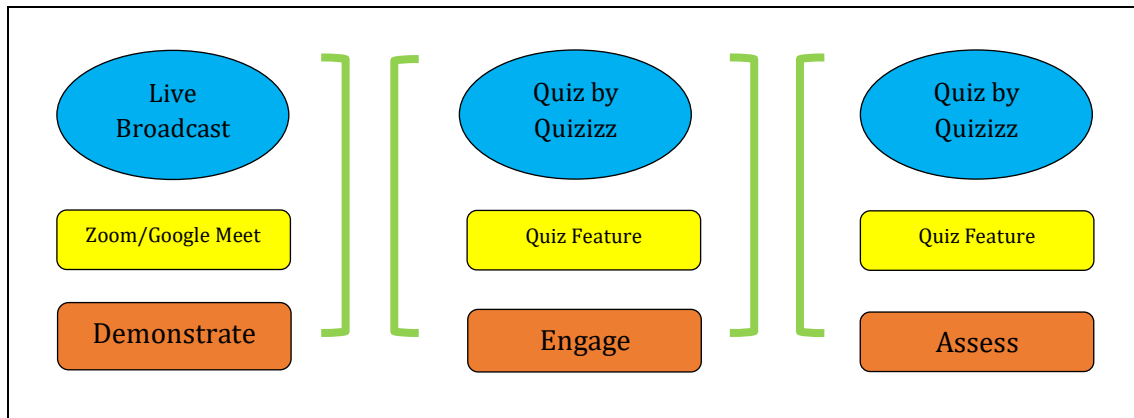 Live
Broadcast
Zoom/Google Meet
Demonstrate
Quiz by
Quizizz
Quiz Feature
Engage
Quiz by
Quizizz
Quiz Feature
Assess